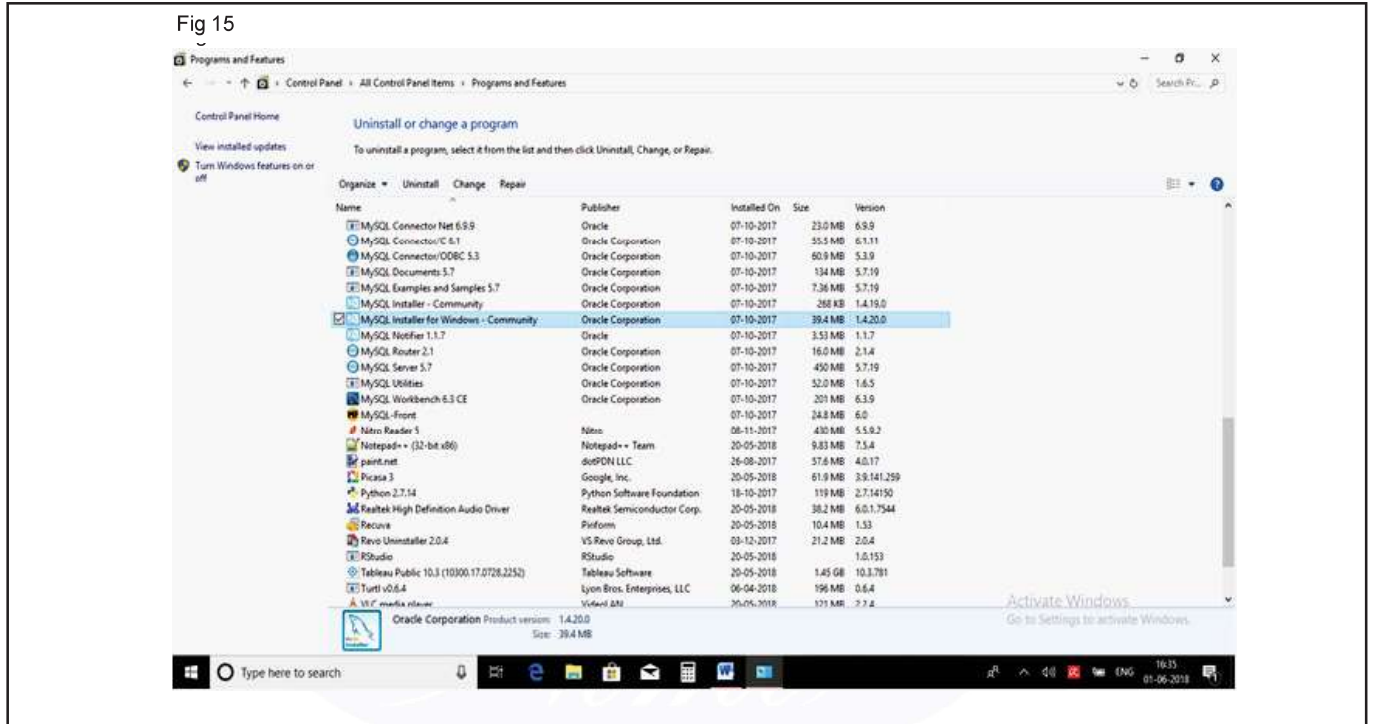 Fig 15
Programs and Features
Control Panel › All Control Panel Items › Programs and Features
Search Pr...
Control Panel Home
View installed updates
Turn Windows features on or
off
Uninstall or change a program
To uninstall a program, select it from the list and then click Uninstall, Change, or Repair.
Organize Uninstall Change Repair
Name Publisher Installed On Size Version
MySQL Connector Net 6.9.9 Oracle 07-10-2017 23.0 MB 6.9.9
MySQL Connector/C 6.1 Oracle Corporation 07-10-2017 55.5 MB 6.1.11
MySQL Connector/ODBC 5.3 Oracle Corporation 07-10-2017 60.9 MB 5.3.9
MySQL Documents 5.7 Oracle Corporation 07-10-2017 134 MB 5.7.19
MySQL Examples and Samples 5.7 Oracle Corporation 07-10-2017 7.36 MB 5.7.19
MySQL Installer - Community Oracle Corporation 07-10-2017 268 KB 1.4.19.0
MySQL Installer for Windows - Community Oracle Corporation 07-10-2017 39.4 MB 1.4.20.0
MySQL Notifier 1.1.7 Oracle 07-10-2017 3.53 MB 1.1.7
MySQL Router 2.1 Oracle Corporation 07-10-2017 16.0 MB 2.1.4
MySQL Server 5.7 Oracle Corporation 07-10-2017 450 MB 5.7.19
MySQL Utilities Oracle Corporation 07-10-2017 52.0 MB 1.6.5
MySQL Workbench 6.3 CE Oracle Corporation 07-10-2017 201 MB 6.3.9
MySQL-Front 07-10-2017 24.8 MB 6.0
Nitro Reader 5 Nitro 08-11-2017 430 MB 5.5.9.2
Notepad++ (32-bit x86) Notepad++ Team 20-05-2018 9.83 MB 7.5.4
paint.net dotPDN LLC 26-08-2017 57.6 MB 4.0.17
Picasa 3 Google, Inc. 20-05-2018 61.9 MB 3.9.141.259
Python 2.7.14 Python Software Foundation 18-10-2017 119 MB 2.7.14150
Realtek High Definition Audio Driver Realtek Semiconductor Corp. 20-05-2018 38.2 MB 6.0.1.7544
Recuva Piriform 20-05-2018 10.4 MB 1.53
Revo Uninstaller 2.0.4 VS Revo Group, Ltd. 03-12-2017 21.2 MB 2.0.4
RStudio RStudio 20-05-2018 1.0.153
Tableau Public 10.3 (10300.17.0728.2252) Tableau Software 20-05-2018 1.45 GB 10.3.781
Turtl v0.6.4 Lyon Bros. Enterprises, LLC 06-04-2018 196 MB 0.6.4
VLC media player VideoLAN 20-05-2018 121 MB 2.2.4
Activate Windows
Go to Settings to activate Windows.
Oracle Corporation Product version: 1.4.20.0
Size: 39.4 MB
Type here to search
ENG
16:35
01-06-2018